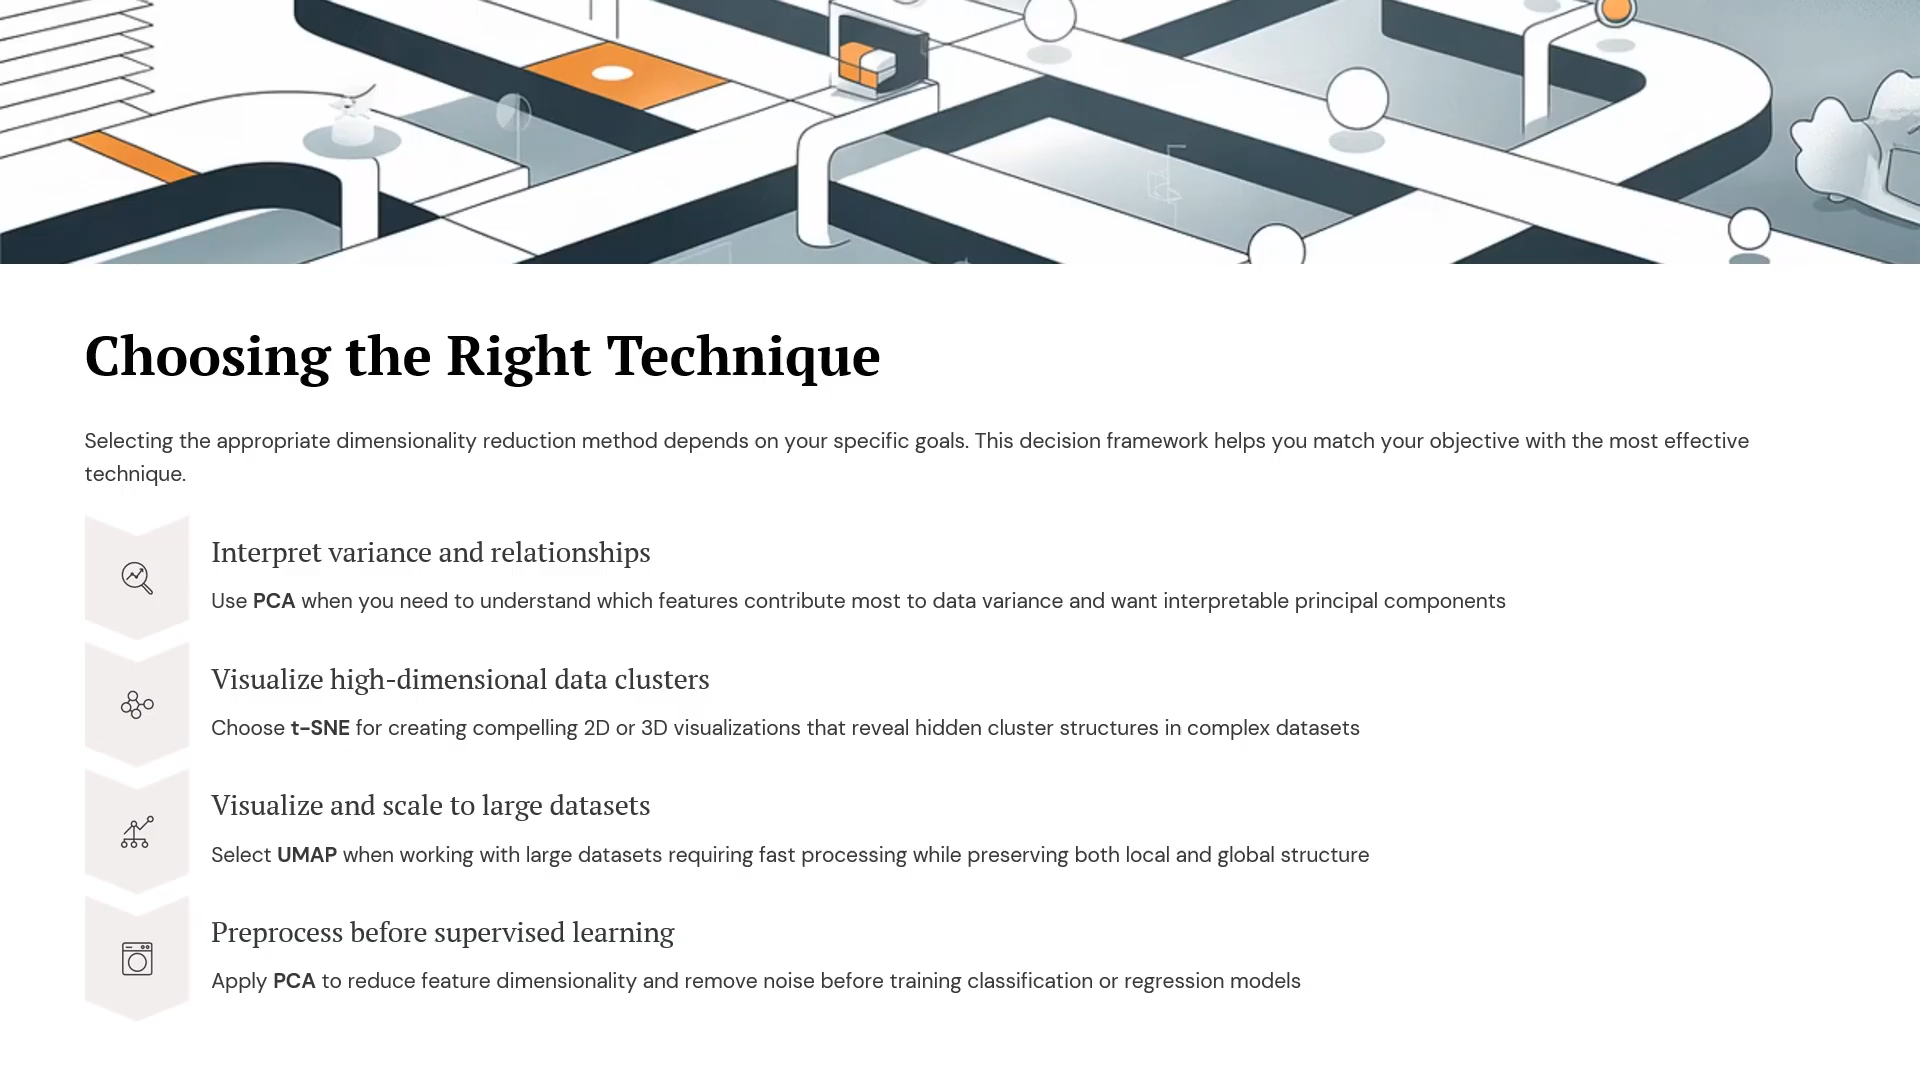 Choosing the Right Technique
Selecting the appropriate dimensionality reduction method depends on your specific goals. This decision framework helps you match your objective with the most effective
technique.
Interpret variance and relationships
Use PCA when you need to understand which features contribute most to data variance and want interpretable principal components
Visualize high-dimensional data clusters
Choose t-SNE for creating compelling 2D or 3D visualizations that reveal hidden cluster structures in complex datasets
Visualize and scale to large datasets
Select UMAP when working with large datasets requiring fast processing while preserving both local and global structure
Preprocess before supervised learning
Apply PCA to reduce feature dimensionality and remove noise before training classification or regression models